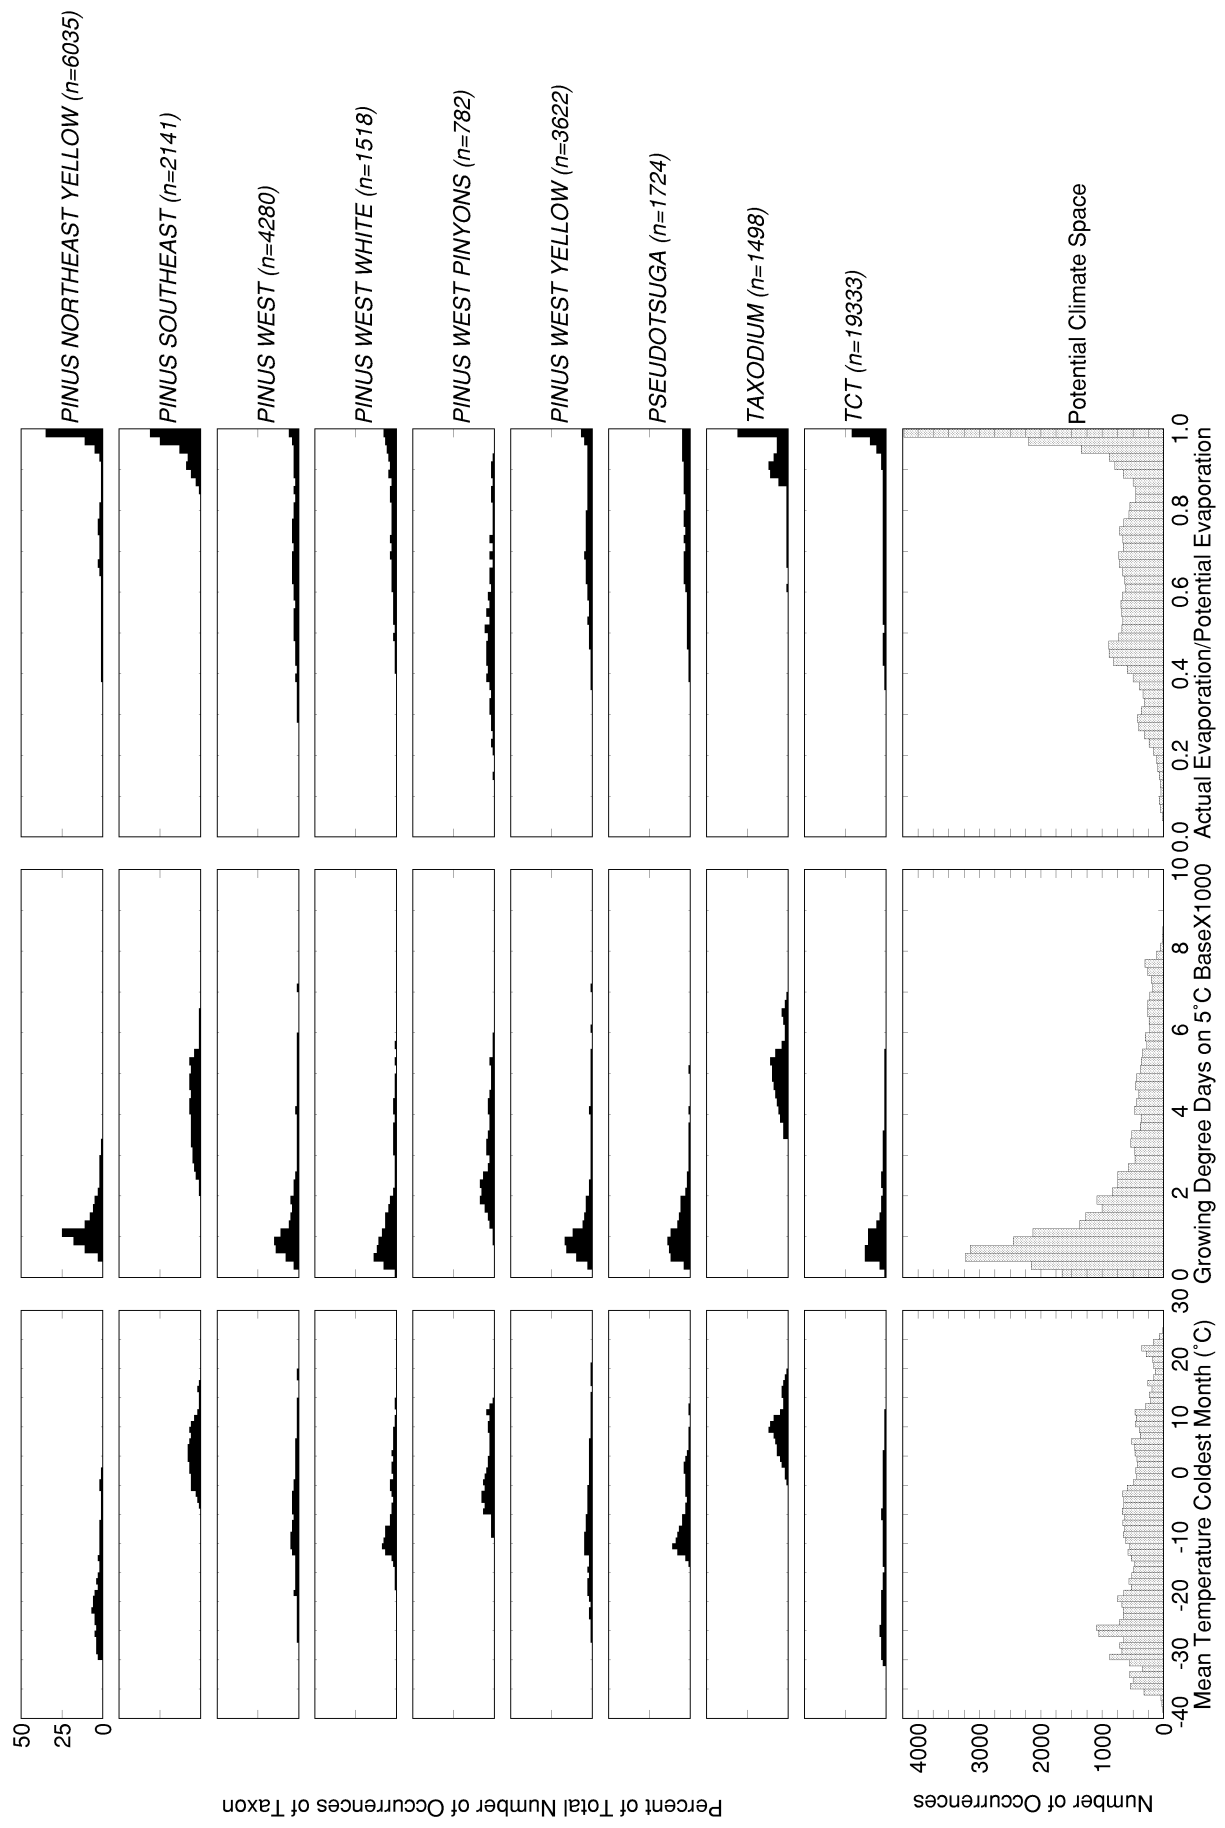 PINUS NORTHEAST YELLOW (n=6035)
PINUS SOUTHEAST (n=2141)
PINUS WEST (n=4280)
PINUS WEST WHITE (n=1518)
PINUS WEST PINYONS (n=782)
PINUS WEST YELLOW (n=3622)
PSEUDOTSUGA (n=1724)
TAXODIUM (n=1498)
TCT (n=19333)
Potential Climate Space
50
25
0
Percent of Total Number of Occurrences of Taxon
4000
3000
2000
1000
0
Number of Occurrences
-40 -30 -20 -10 0 10 20 30
Mean Temperature Coldest Month (°C)
0 2 4 6 8 10
Growing Degree Days on 5°C BaseX1000
0.0 0.2 0.4 0.6 0.8 1.0
Actual Evaporation/Potential Evaporation